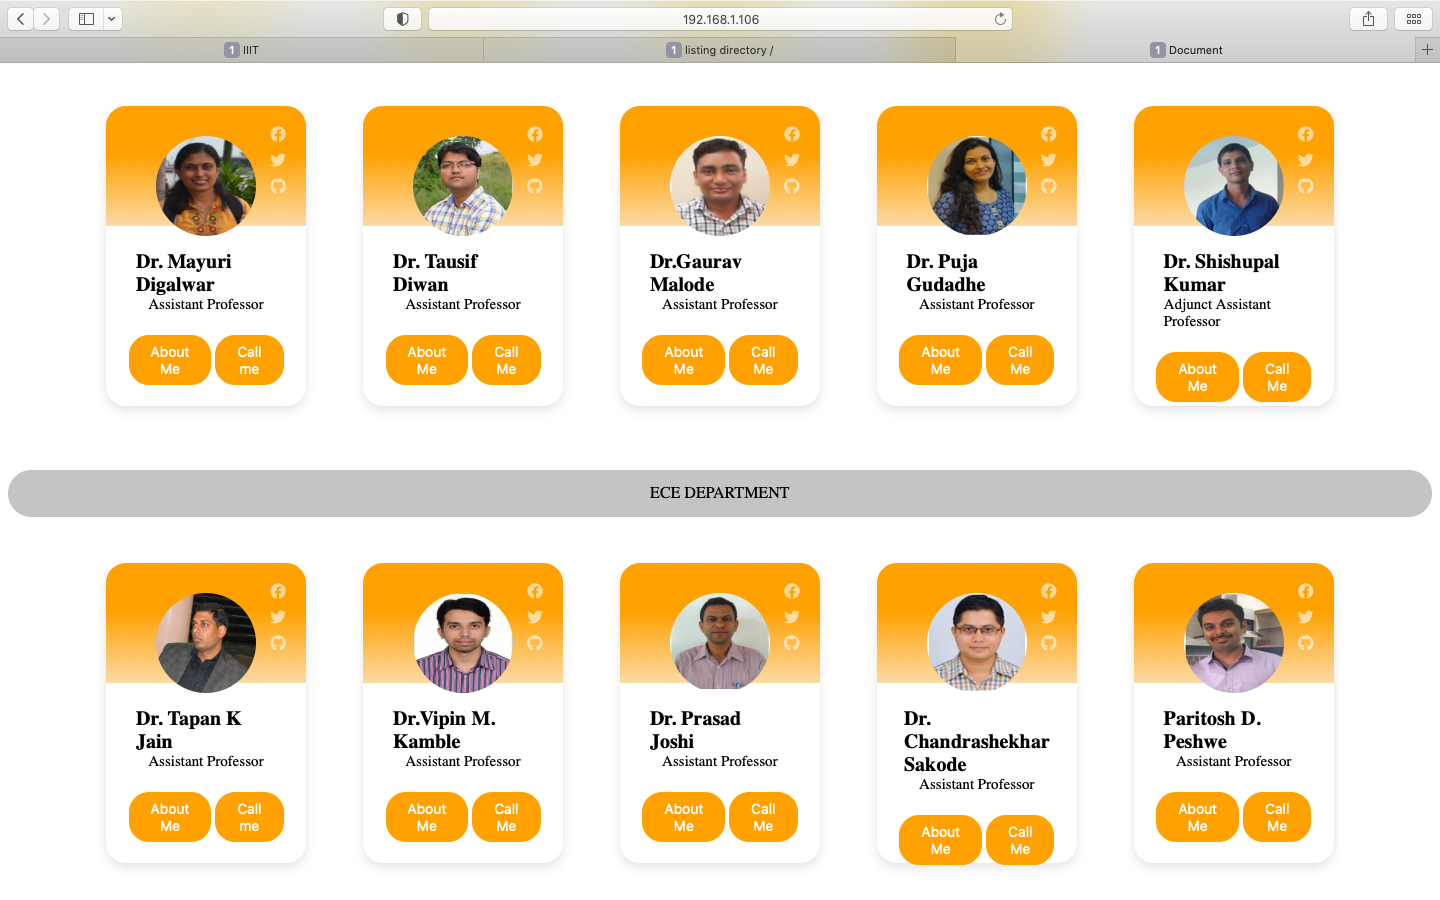 192.168.1.106
1 IIIT
1 listing directory /
1 Document
Dr. Mayuri
Digalwar
Assistant Professor
About
Me
Call
me
Dr. Tausif
Diwan
Assistant Professor
About
Me
Call
Me
Dr.Gaurav
Malode
Assistant Professor
About
Me
Call
Me
Dr. Puja
Gudadhe
Assistant Professor
About
Me
Call
Me
Dr. Shishupal
Kumar
Adjunct Assistant
Professor
About
Me
Call
Me
ECE DEPARTMENT
Dr. Tapan K
Jain
Assistant Professor
About
Me
Call
me
Dr.Vipin M.
Kamble
Assistant Professor
About
Me
Call
Me
Dr. Prasad
Joshi
Assistant Professor
About
Me
Call
Me
Dr.
Chandrashekhar
Sakode
Assistant Professor
About
Me
Call
Me
Paritosh D.
Peshwe
Assistant Professor
About
Me
Call
Me